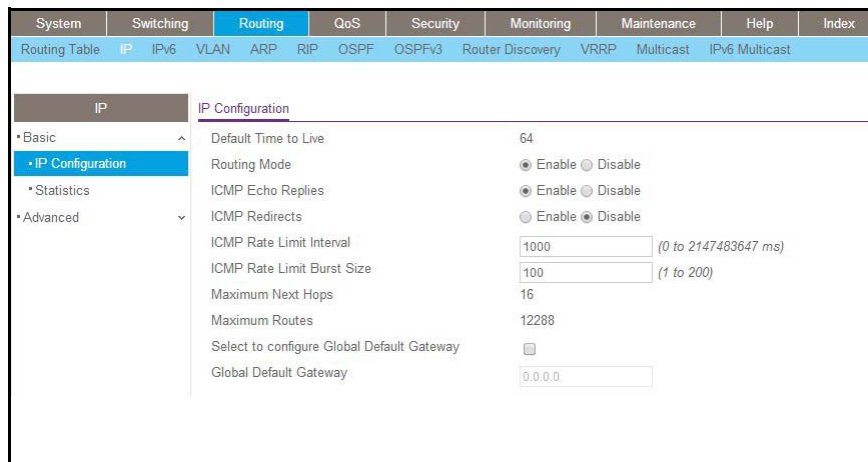 System Switching Routing QoS Security Monitoring Maintenance Help Index
Routing Table IP IPv6 VLAN ARP RIP OSPF OSPFv3 Router Discovery VRRP Multicast IPv6 Multicast
IP
Basic
IP Configuration
Statistics
Advanced
IP Configuration
Default Time to Live 64
Routing Mode Enable Disable
ICMP Echo Replies Enable Disable
ICMP Redirects Enable Disable
ICMP Rate Limit Interval 1000 (0 to 2147483647 ms)
ICMP Rate Limit Burst Size 100 (1 to 200)
Maximum Next Hops 16
Maximum Routes 12288
Select to configure Global Default Gateway
Global Default Gateway 0.0.0.0